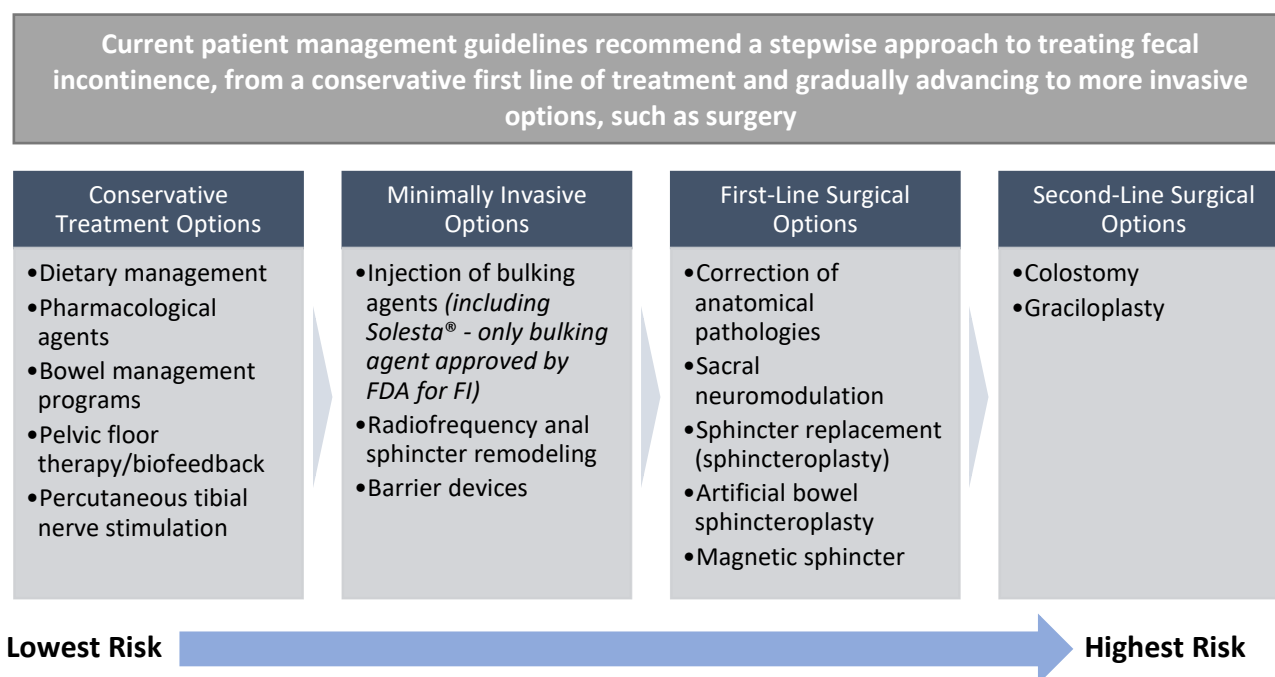 Current patient management guidelines recommend a stepwise approach to treating fecal
incontinence, from a conservative first line of treatment and gradually advancing to more invasive
options, such as surgery
Conservative
Treatment Options
•Dietary management
•Pharmacological
agents
•Bowel management
programs
•Pelvic floor
therapy/biofeedback
•Percutaneous tibial
nerve stimulation
Minimally Invasive
Options
•Injection of bulking
agents (including
Solesta® - only bulking
agent approved by
FDA for FI)
•Radiofrequency anal
sphincter remodeling
•Barrier devices
First-Line Surgical
Options
•Correction of
anatomical
pathologies
•Sacral
neuromodulation
•Sphincter replacement
(sphincteroplasty)
•Artificial bowel
sphincteroplasty
•Magnetic sphincter
Second-Line Surgical
Options
•Colostomy
•Graciloplasty
Lowest Risk
Highest Risk